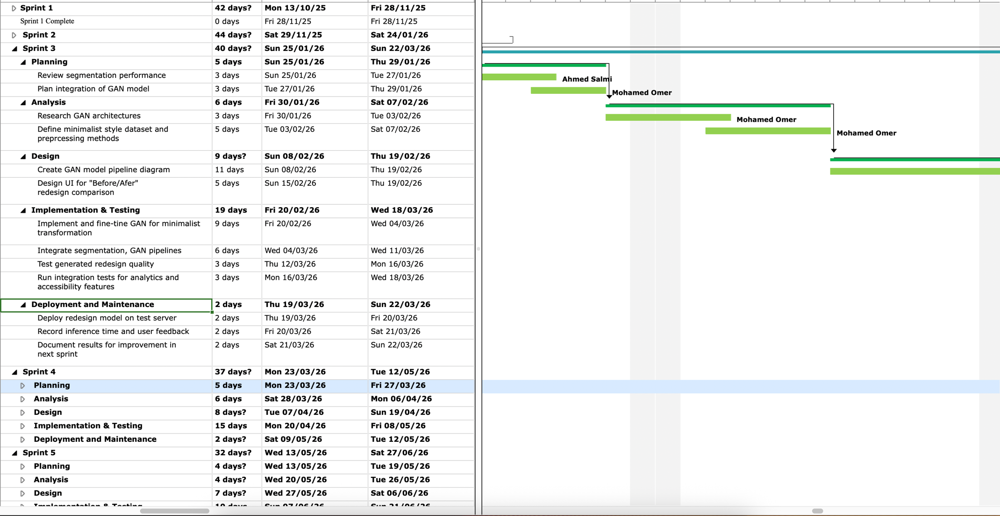 Sprint 1 42 days? Mon 13/10/25 Fri 28/11/25
Sprint 1 Complete 0 days Fri 28/11/25 Fri 28/11/25
Sprint 2 44 days? Sat 29/11/25 Sat 24/01/26
Sprint 3 40 days? Sun 25/01/26 Sun 22/03/26
Planning 5 days Sun 25/01/26 Thu 29/01/26
Review segmentation performance 3 days Sun 25/01/26 Tue 27/01/26 Ahmed Salmi
Plan integration of GAN model 3 days Tue 27/01/26 Thu 29/01/26 Mohamed Omer
Analysis 6 days Fri 30/01/26 Sat 07/02/26
Research GAN architectures 3 days Fri 30/01/26 Tue 03/02/26 Mohamed Omer
Define minimalist style dataset and 5 days Tue 03/02/26 Sat 07/02/26 Mohamed Omer
preprcessing methods
Design 9 days? Sun 08/02/26 Thu 19/02/26
Create GAN model pipeline diagram 11 days Sun 08/02/26 Thu 19/02/26
Design UI for "Before/Afer" 5 days Sun 15/02/26 Thu 19/02/26
redesign comparison
Implementation & Testing 19 days Fri 20/02/26 Wed 18/03/26
Implement and fine-tine GAN for minimalist 9 days Fri 20/02/26 Wed 04/03/26
transformation
Integrate segmentation, GAN pipelines 6 days Wed 04/03/26 Wed 11/03/26
Test generated redesign quality 3 days Thu 12/03/26 Mon 16/03/26
Run integration tests for analytics and 3 days Mon 16/03/26 Wed 18/03/26
accessibility features
Deployment and Maintenance 2 days Thu 19/03/26 Sun 22/03/26
Deploy redesign model on test server 2 days Thu 19/03/26 Fri 20/03/26
Record inference time and user feedback 2 days Fri 20/03/26 Sat 21/03/26
Document results for improvement in 2 days Sat 21/03/26 Sun 22/03/26
next sprint
Sprint 4 37 days? Mon 23/03/26 Tue 12/05/26
Planning 5 days Mon 23/03/26 Fri 27/03/26
Analysis 6 days Sat 28/03/26 Mon 06/04/26
Design 8 days? Tue 07/04/26 Sun 19/04/26
Implementation & Testing 15 days Mon 20/04/26 Fri 08/05/26
Deployment and Maintenance 2 days? Sat 09/05/26 Tue 12/05/26
Sprint 5 32 days? Wed 13/05/26 Sat 27/06/26
Planning 4 days? Wed 13/05/26 Tue 19/05/26
Analysis 4 days? Wed 20/05/26 Tue 26/05/26
Design 7 days? Wed 27/05/26 Sat 06/06/26
Implementation & Testing 10 days Sun 07/06/26 Sun 21/06/26